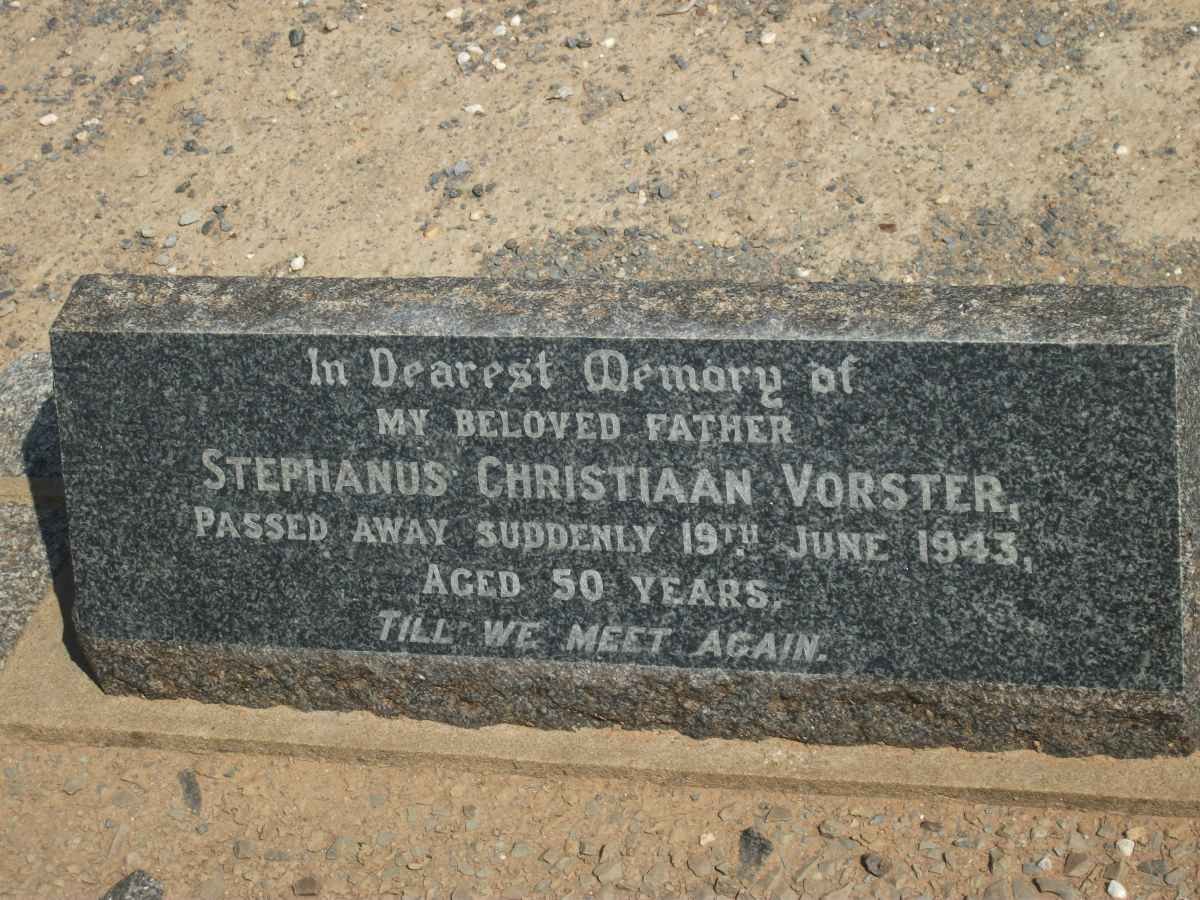 In Dearest Memory of
MY BELOVED FATHER
STEPHANUS CHRISTIAAN VORSTER,
PASSED AWAY SUDDENLY 19TH JUNE 1943,
AGED 50 YEARS.
TILL WE MEET AGAIN.